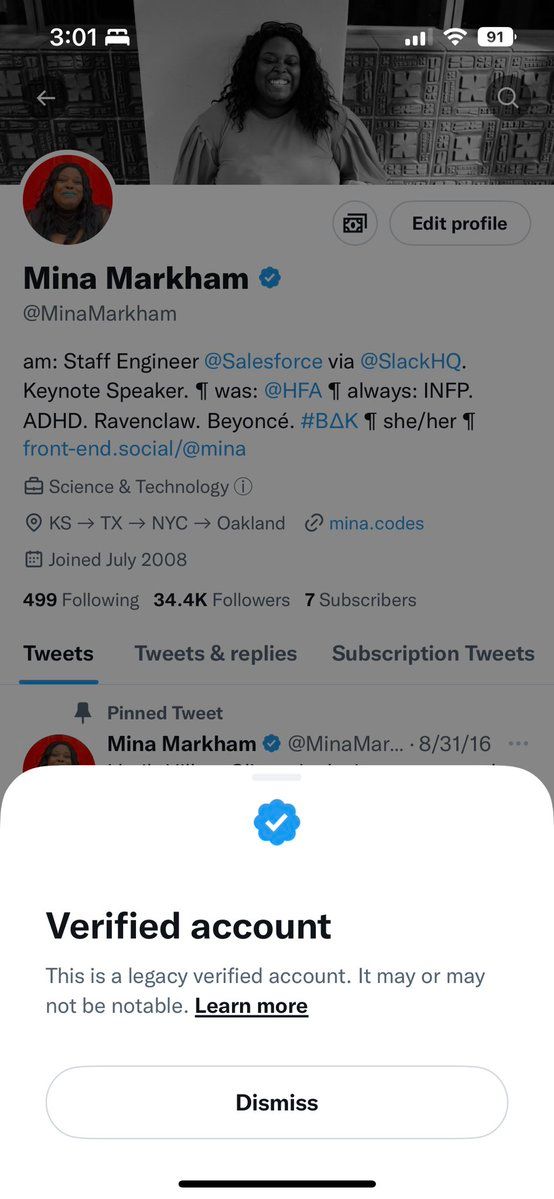 3:01 91
Edit profile
Mina Markham
@MinaMarkham
am: Staff Engineer @Salesforce via @SlackHQ.
Keynote Speaker. ¶ was: @HFA ¶ always: INFP.
ADHD. Ravenclaw. Beyoncé. #BΔK ¶ she/her ¶
front-end.social/@mina
Science & Technology
KS → TX → NYC → Oakland mina.codes
Joined July 2008
499 Following 34.4K Followers 7 Subscribers
Tweets Tweets & replies Subscription Tweets
Pinned Tweet
Mina Markham @MinaMar... · 8/31/16
Verified account
This is a legacy verified account. It may or may
not be notable. Learn more
Dismiss